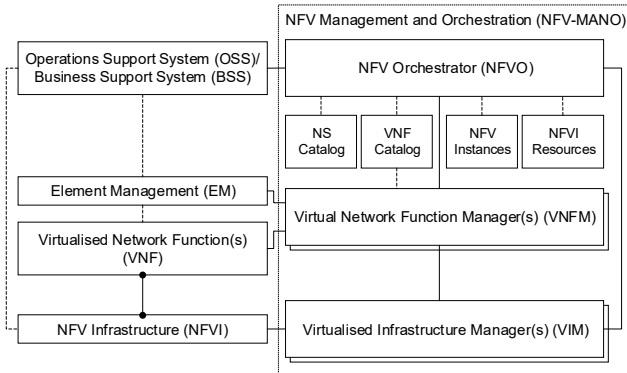 NFV Management and Orchestration (NFV-MANO)
Operations Support System (OSS)/
Business Support System (BSS)
NFV Orchestrator (NFVO)
NS
Catalog
VNF
Catalog
NFV
Instances
NFVI
Resources
Element Management (EM)
Virtual Network Function Manager(s) (VNFM)
Virtualised Network Function(s)
(VNF)
NFV Infrastructure (NFVI)
Virtualised Infrastructure Manager(s) (VIM)